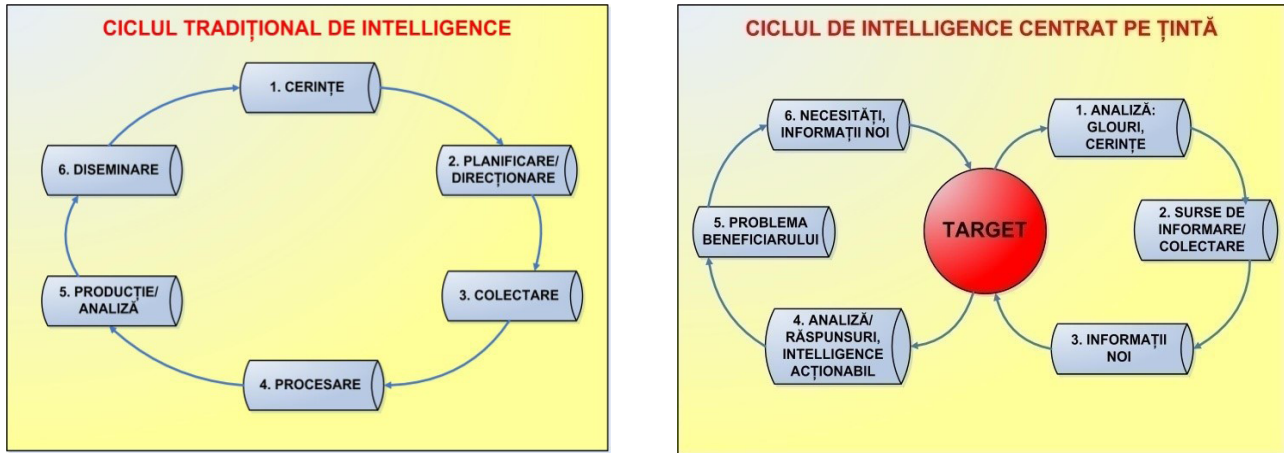 CICLUL TRADIȚIONAL DE INTELLIGENCE
1. CERINȚE
2. PLANIFICARE/
DIRECȚIONARE
3. COLECTARE
4. PROCESARE
5. PRODUCȚIE/
ANALIZĂ
6. DISEMINARE
CICLUL DE INTELLIGENCE CENTRAT PE ȚINTĂ
1. ANALIZĂ:
GLOURI,
CERINȚE
2. SURSE DE
INFORMARE/
COLECTARE
3. INFORMAȚII
NOI
4. ANALIZĂ/
RĂSPUNSURI,
INTELLIGENCE
ACȚIONABIL
5. PROBLEMA
BENEFICIARULUI
6. NECESITĂȚI,
INFORMAȚII NOI
TARGET